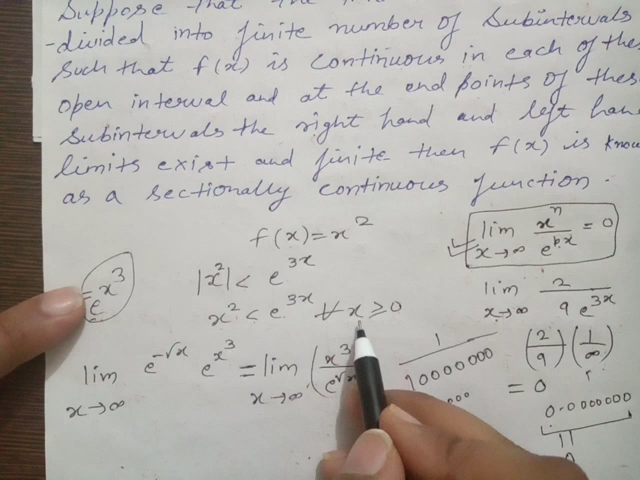 Suppose that the
-divided into finite number of Subintervals
Such that f(x) is continuous in each of
open interval and at the end points of
Subintervals the right hand and left
limits exist and finite then f(x) is
as a sectionally continuous function.
f(x)=x²
|x²| < e^{3x}
x² < e^{3x} ∀ x ≥ 0
e^{x³}
lim x→∞ e^{-rx} e^{x³} = lim x→∞
lim x→∞ xⁿ/e^{kx} = 0
lim x→∞ 2/9e^{3x}
(2/9)(1/∞)
= 0
1/10000000
0.0000000